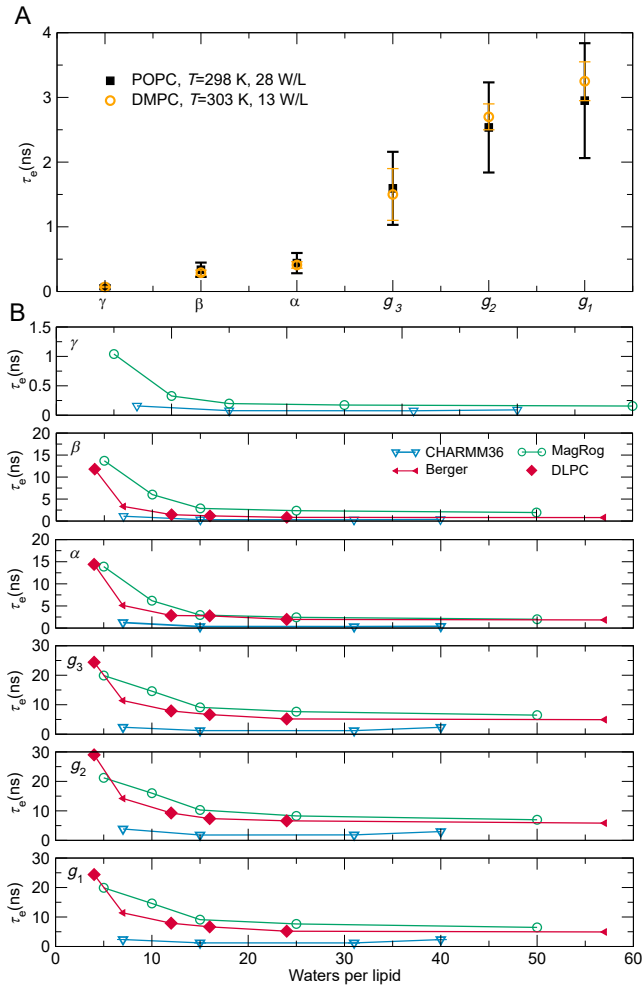 A
4
3
2
1
0
τe(ns)
POPC, T=298 K, 28 W/L
DMPC, T=303 K, 13 W/L
γ β α g3 g2 g1
B
γ
1.5
1
0.5
0
τe(ns)
β
20
15
10
5
0
τe(ns)
CHARMM36 MagRog
Berger DLPC
α
20
15
10
5
0
τe(ns)
g3
30
20
10
0
τe(ns)
g2
30
20
10
0
τe(ns)
g1
30
20
10
0
τe(ns)
0 10 20 30 40 50 60
Waters per lipid